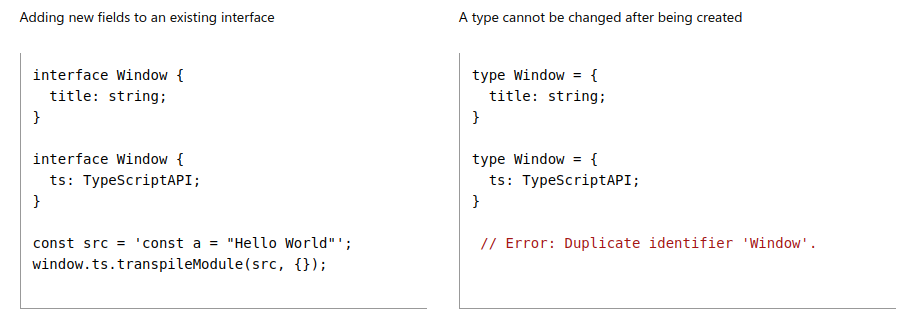 Adding new fields to an existing interface
interface Window {
  title: string;
}
interface Window {
  ts: TypeScriptAPI;
}
const src = 'const a = "Hello World"';
window.ts.transpileModule(src, {});
A type cannot be changed after being created
type Window = {
  title: string;
}
type Window = {
  ts: TypeScriptAPI;
}
// Error: Duplicate identifier 'Window'.